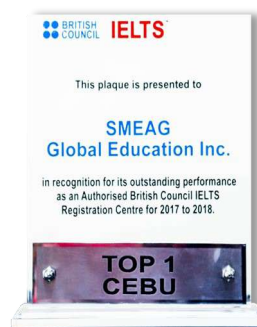 BRITISH
COUNCIL
IELTS™
This plaque is presented to
SMEAG
Global Education Inc.
in recognition for its outstanding performance
as an Authorised British Council IELTS
Registration Centre for 2017 to 2018.
TOP 1
CEBU